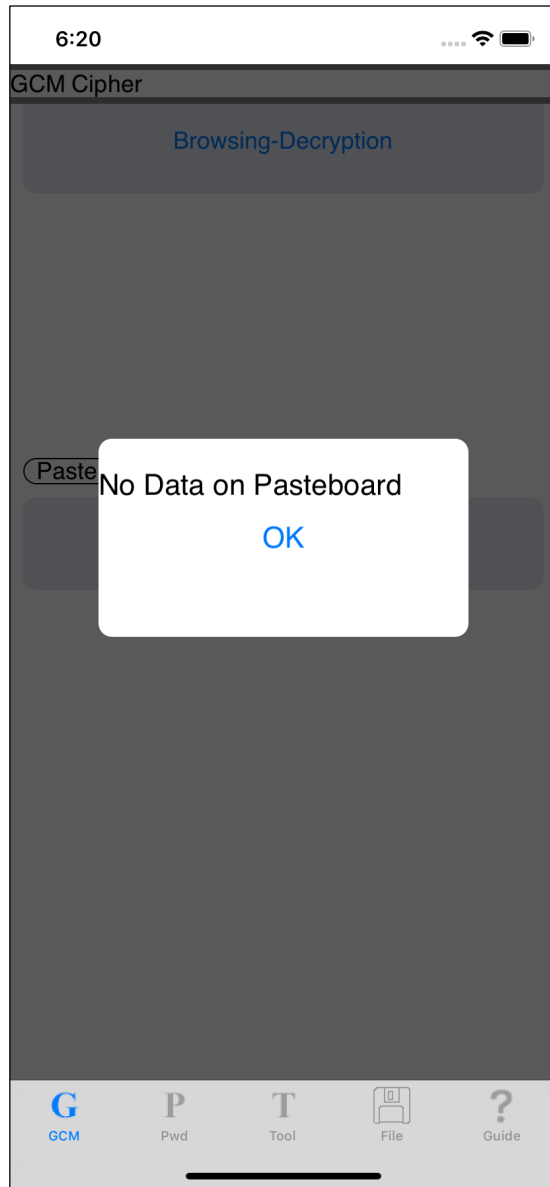 6:20
GCM Cipher
Browsing-Decryption
Paste
No Data on Pasteboard
OK
G P T ?
GCM Pwd Tool File Guide